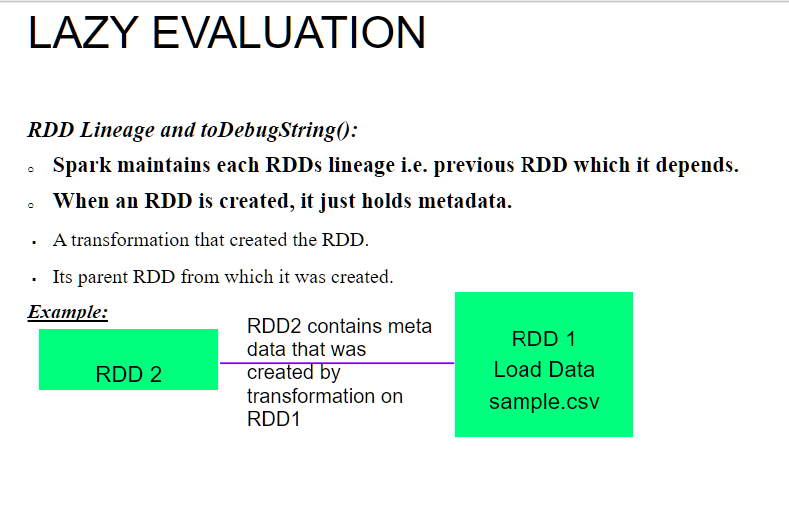 LAZY EVALUATION
RDD Lineage and toDebugString():
Spark maintains each RDDs lineage i.e. previous RDD which it depends.
When an RDD is created, it just holds metadata.
A transformation that created the RDD.
Its parent RDD from which it was created.
Example:
RDD 2
RDD2 contains meta
data that was
created by
transformation on
RDD1
RDD 1
Load Data
sample.csv